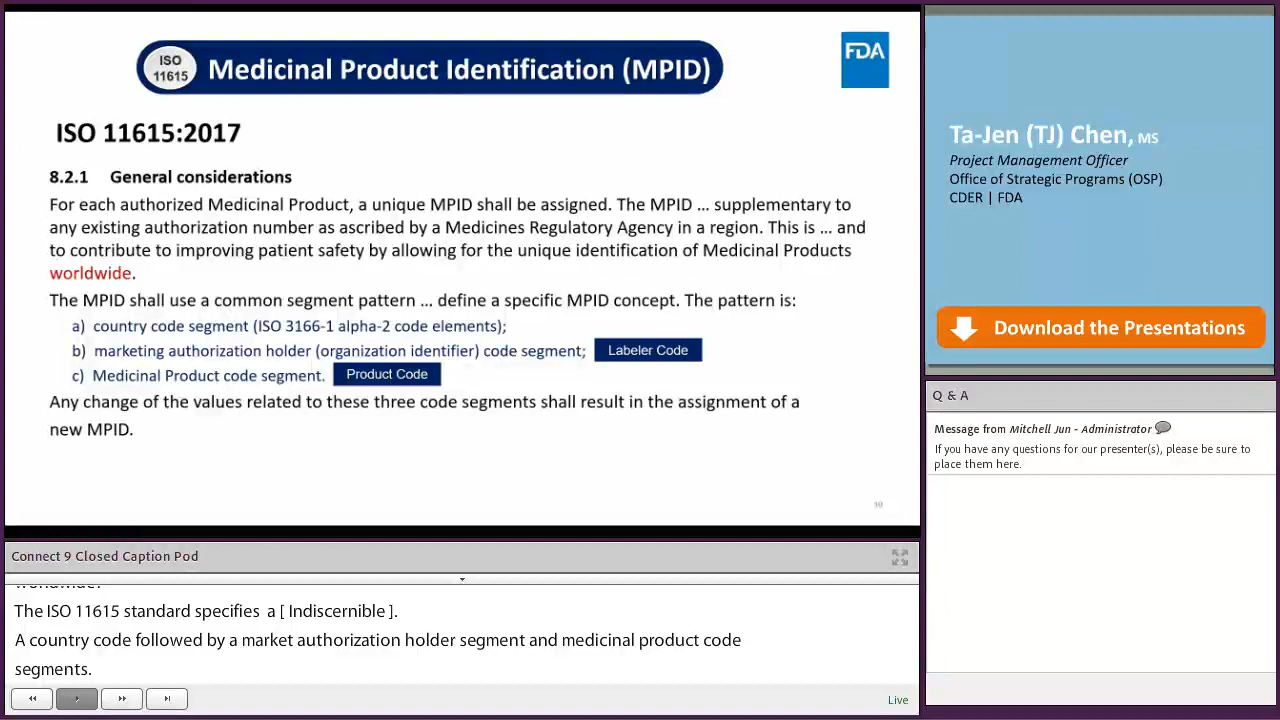 ISO
11615
Medicinal Product Identification (MPID)
FDA
ISO 11615:2017
8.2.1 General considerations
For each authorized Medicinal Product, a unique MPID shall be assigned. The MPID ... supplementary to
any existing authorization number as ascribed by a Medicines Regulatory Agency in a region. This is ... and
to contribute to improving patient safety by allowing for the unique identification of Medicinal Products
worldwide.
The MPID shall use a common segment pattern ... define a specific MPID concept. The pattern is:
a) country code segment (ISO 3166-1 alpha-2 code elements);
b) marketing authorization holder (organization identifier) code segment; Labeler Code
c) Medicinal Product code segment. Product Code
Any change of the values related to these three code segments shall result in the assignment of a
new MPID.
10
Ta-Jen (TJ) Chen, MS
Project Management Officer
Office of Strategic Programs (OSP)
CDER | FDA
Download the Presentations
Q & A
Message from Mitchell Jun - Administrator
If you have any questions for our presenter(s), please be sure to
place them here.
Connect 9 Closed Caption Pod
worldwide.
The ISO 11615 standard specifies a [ Indiscernible ].
A country code followed by a market authorization holder segment and medicinal product code
segments.
Live